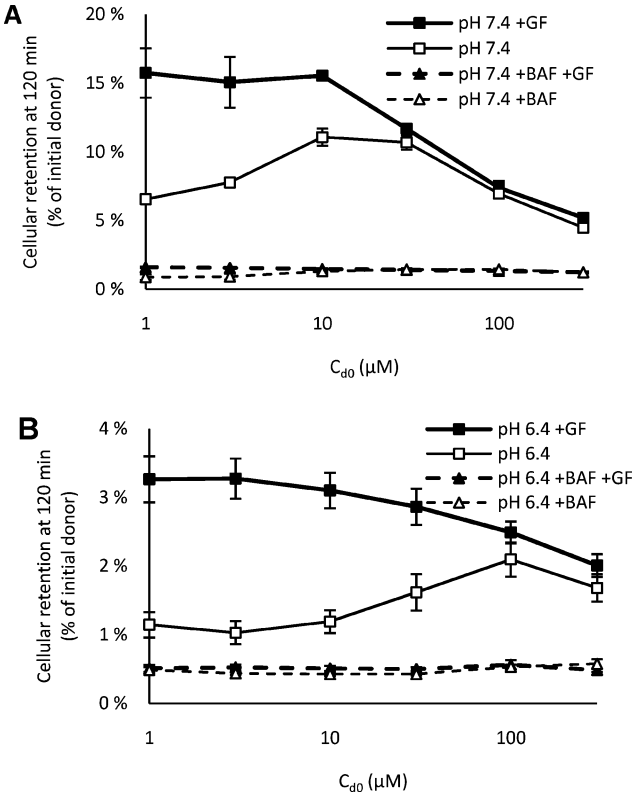 A
20 %
15 %
10 %
5 %
0 %
Cellular retention at 120 min
(% of initial donor)
pH 7.4 +GF
pH 7.4
pH 7.4 +BAF +GF
pH 7.4 +BAF
1
10
100
Cd0 (µM)
B
4 %
3 %
2 %
1 %
0 %
Cellular retention at 120 min
(% of initial donor)
pH 6.4 +GF
pH 6.4
pH 6.4 +BAF +GF
pH 6.4 +BAF
1
10
100
Cd0 (µM)